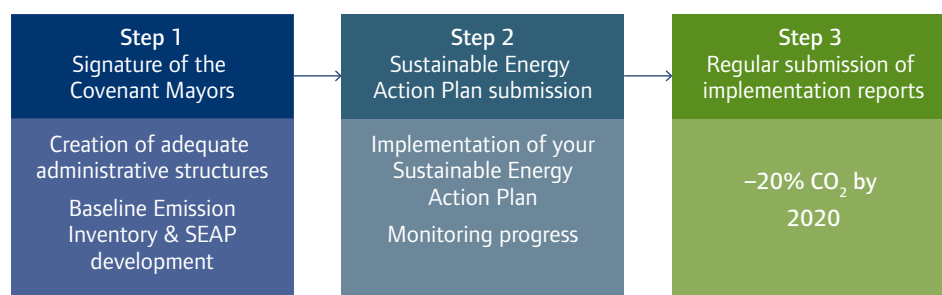 Step 1
Signature of the
Covenant Mayors
Creation of adequate
administrative structures
Baseline Emission
Inventory & SEAP
development
Step 2
Sustainable Energy
Action Plan submission
Implementation of your
Sustainable Energy
Action Plan
Monitoring progress
Step 3
Regular submission of
implementation reports
–20% CO₂ by
2020